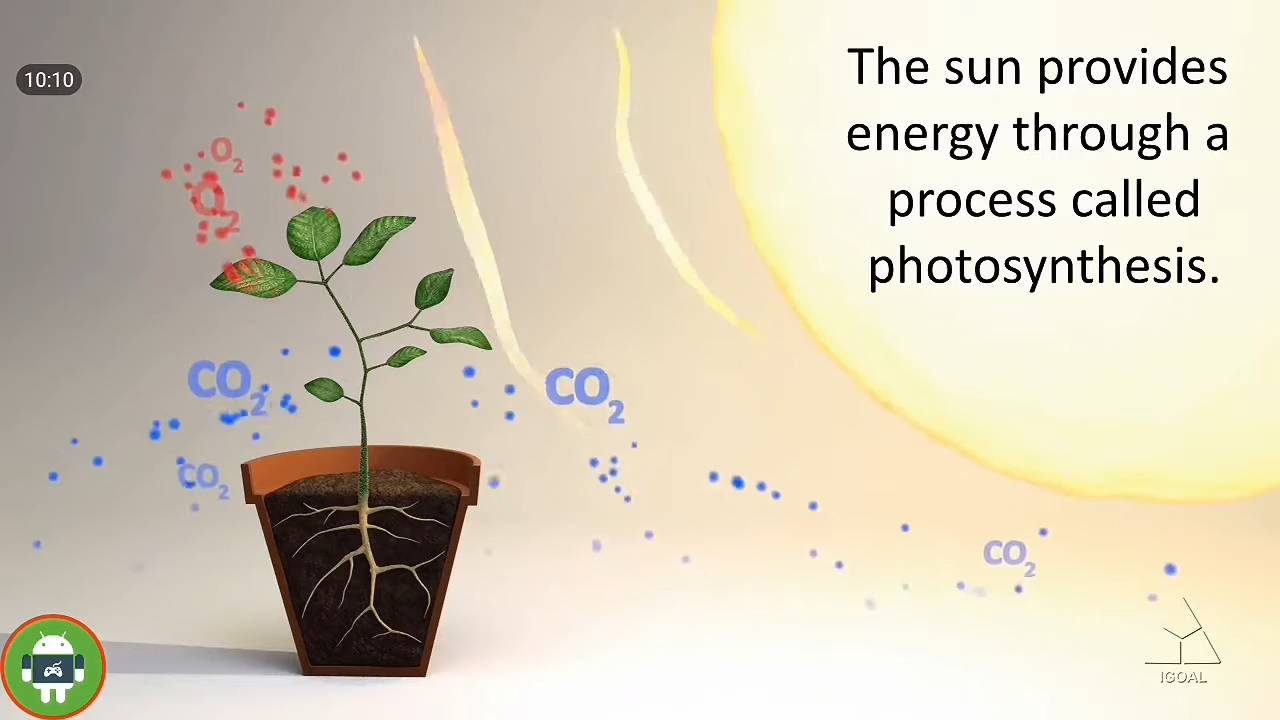 The sun provides
energy through a
process called
photosynthesis.
10:10
O₂
O₂
CO₂
CO₂
CO₂
CO₂
IGOAL